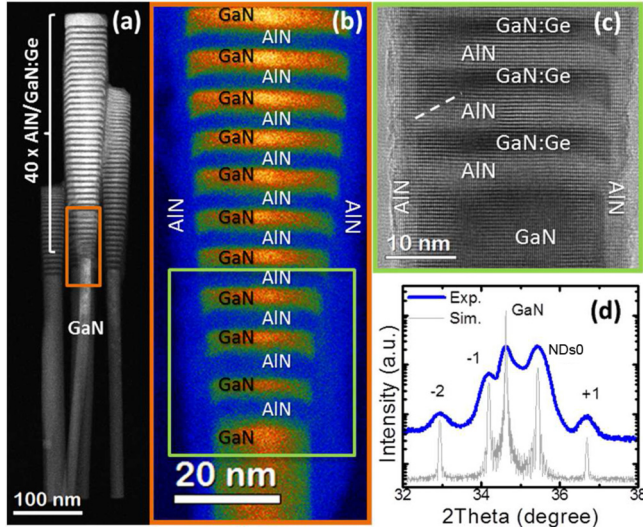 (a)
40 x AlN/GaN:Ge
GaN
100 nm
(b)
GaN
AlN
GaN
AlN
GaN
AlN
GaN
AlN
GaN
AlN
AlN
AlN
GaN
AlN
GaN
AlN
GaN
AlN
GaN
AlN
GaN
AlN
GaN
20 nm
(c)
GaN:Ge
AlN
GaN:Ge
AlN
GaN:Ge
AlN
AlN
AlN
GaN
10 nm
(d)
Exp.
Sim.
GaN
NDs0
-2
-1
+1
Intensity (a.u.)
32 34 36 38
2Theta (degree)